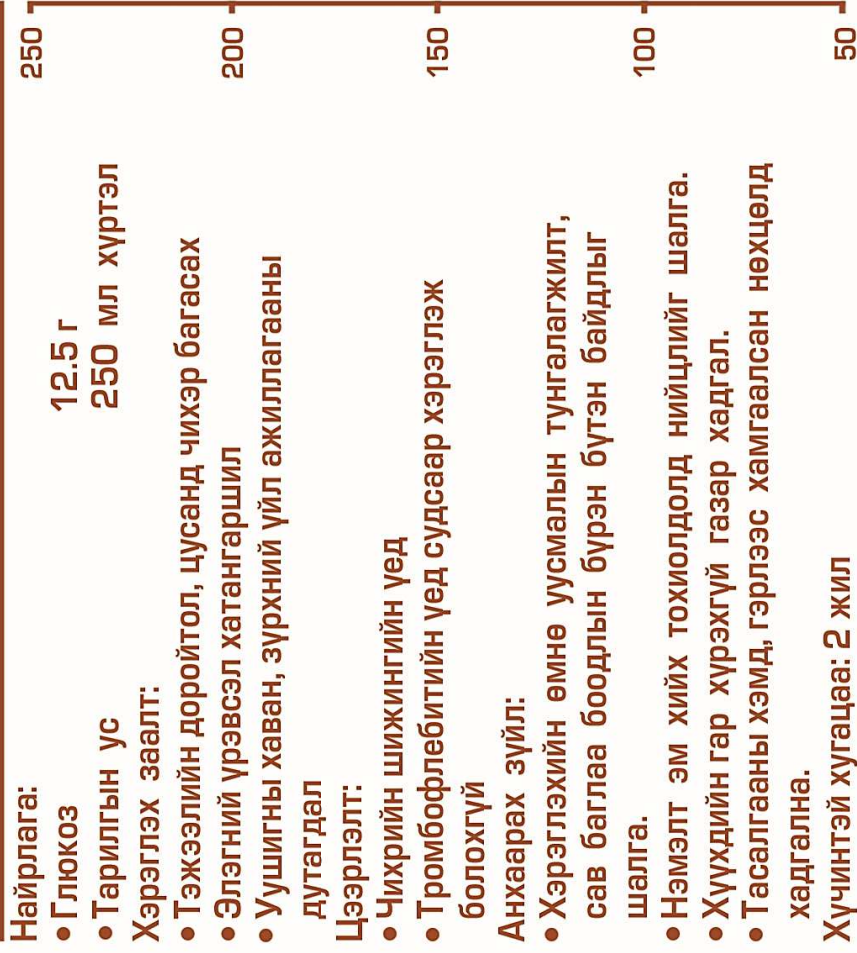 Найрлага:
• Глюкоз 12.5 г
• Тарилгын ус 250 мл хүртэл
Хэрэглэх заалт:
• Тэжээлийн доройтол, цусанд чихэр багасах
• Элэгний үрэвсэл хатангаршил
• Уушигны хаван, зүрхний үйл ажиллагааны
дутагдал
Цээрлэлт:
• Чихрийн шижингийн үед
• Тромбофлебитийн үед судсаар хэрэглэж
болохгүй
Анхаарах зүйл:
• Хэрэглэхийн өмнө уусмалын тунгалагжилт,
сав баглаа боодлын бүрэн бүтэн байдлыг
шалга.
• Нэмэлт эм хийх тохиолдолд нийцлийг шалга.
• Хүүхдийн гар хүрэхгүй газар хадгал.
• Тасалгааны хэмд, гэрлээс хамгаалсан нөхцөлд
хадгална.
Хүчинтэй хугацаа: 2 жил
250
200
150
100
50